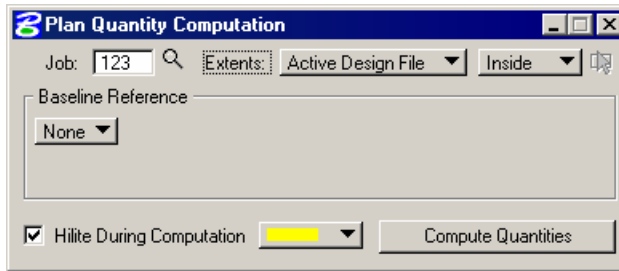 Plan Quantity Computation
Job: 123 Extents: Active Design File Inside
Baseline Reference
None
Hilite During Computation Compute Quantities